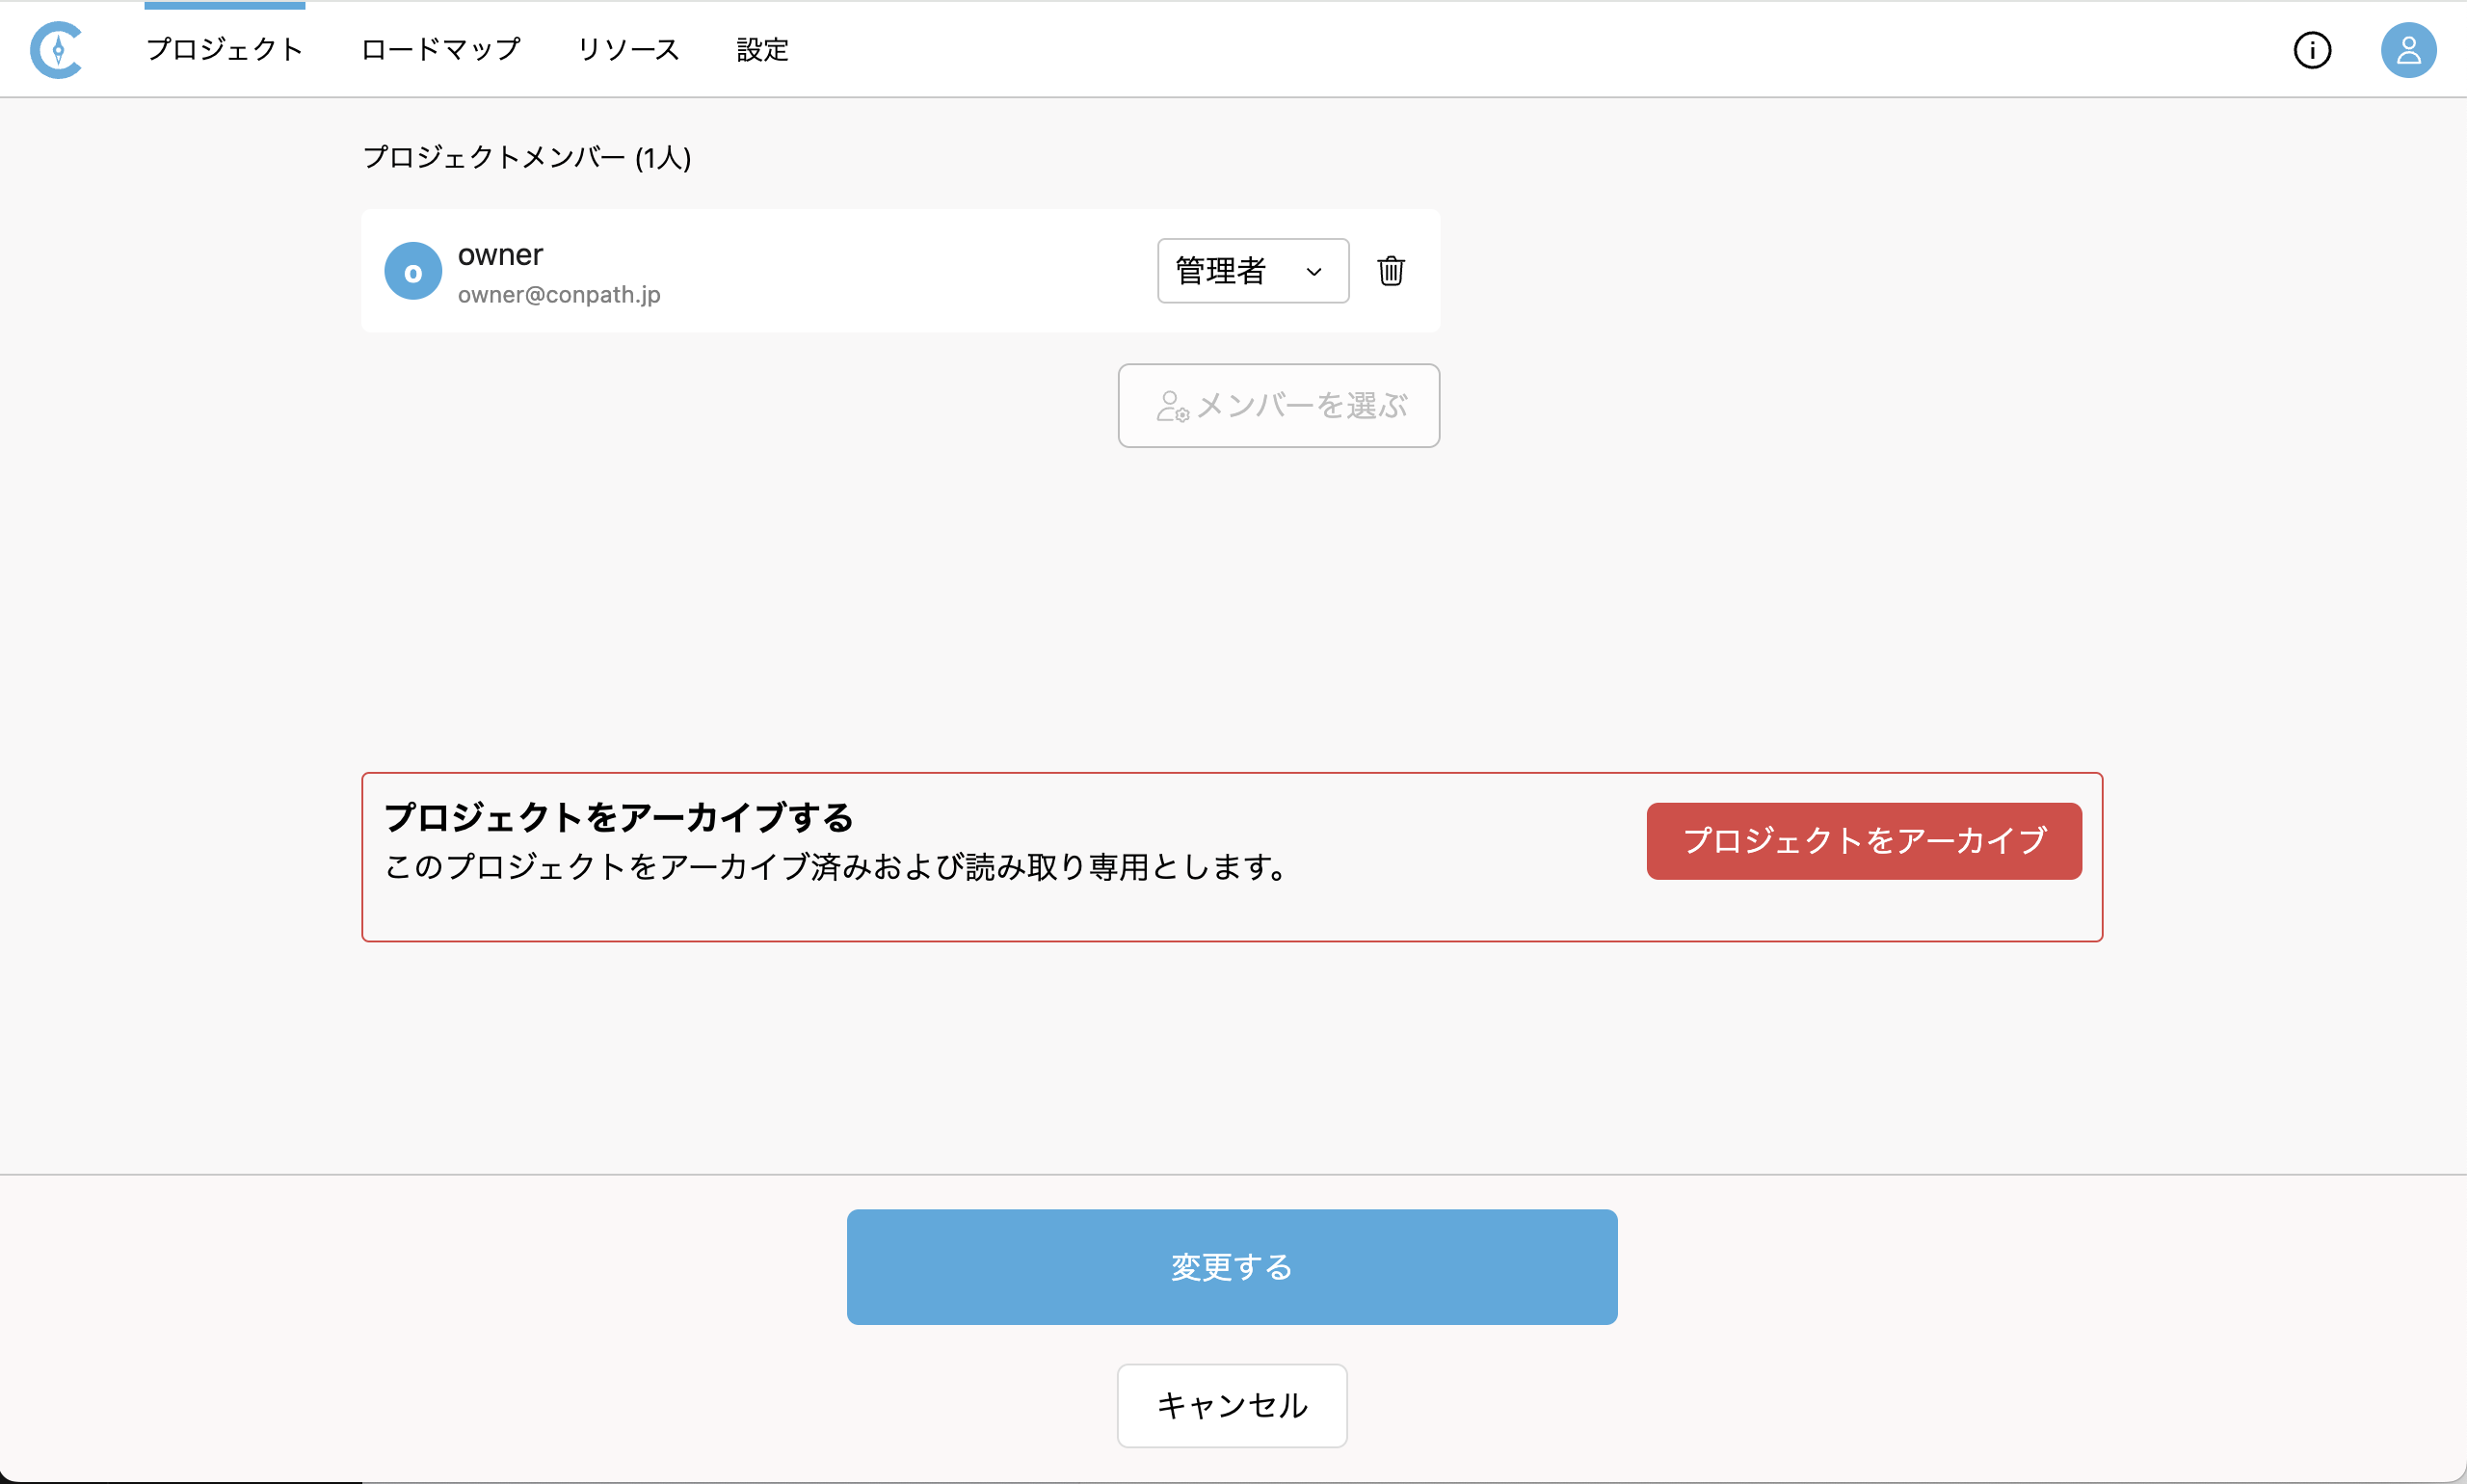 プロジェクト ロードマップ リソース 設定
プロジェクトメンバー (1人)
o
owner
owner@conpath.jp
管理者
メンバーを選ぶ
プロジェクトをアーカイブする
このプロジェクトをアーカイブ済みおよび読み取り専用とします。
プロジェクトをアーカイブ
変更する
キャンセル